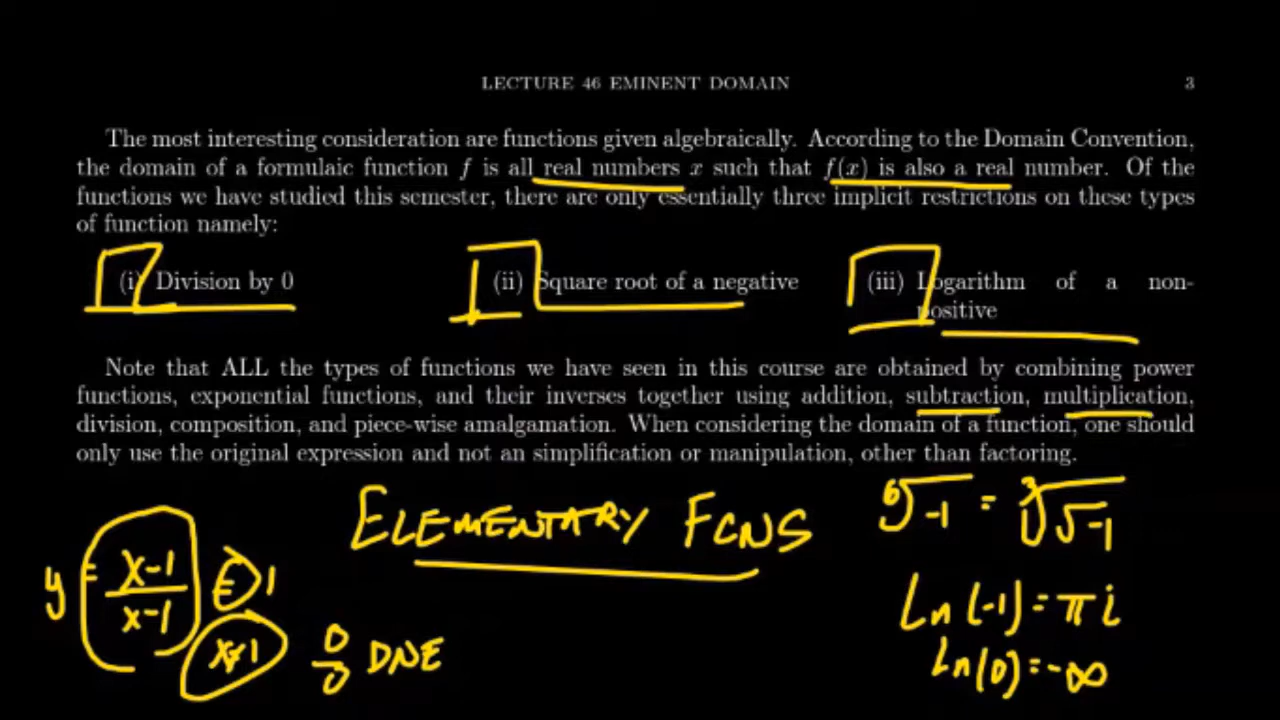 LECTURE 46 EMINENT DOMAIN 3
The most interesting consideration are functions given algebraically. According to the Domain Convention,
the domain of a formulaic function f is all real numbers x such that f(x) is also a real number. Of the
functions we have studied this semester, there are only essentially three implicit restrictions on these types
of function namely:
(i) Division by 0 (ii) Square root of a negative (iii) Logarithm of a non-
positive
Note that ALL the types of functions we have seen in this course are obtained by combining power
functions, exponential functions, and their inverses together using addition, subtraction, multiplication,
division, composition, and piece-wise amalgamation. When considering the domain of a function, one should
only use the original expression and not an simplification or manipulation, other than factoring.
ELEMENTARY FCNS
⁶√-1 = ³√√-1
y = x-1/x-1 = 1
x≠1
0/0 DNE
Ln(-1) = πi
Ln(0) = -∞